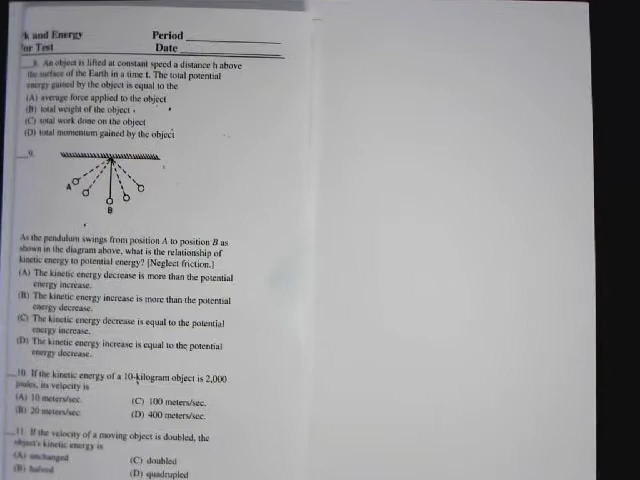 k and Energy Period
or Test Date
8. An object is lifted at constant speed a distance h above
the surface of the Earth in a time t. The total potential
energy gained by the object is equal to the
(A) average force applied to the object
(B) total weight of the object
(C) total work done on the object
(D) total momentum gained by the object
9.
A
B
As the pendulum swings from position A to position B as
shown in the diagram above, what is the relationship of
kinetic energy to potential energy? [Neglect friction.]
(A) The kinetic energy decrease is more than the potential
energy increase.
(B) The kinetic energy increase is more than the potential
energy decrease.
(C) The kinetic energy decrease is equal to the potential
energy increase.
(D) The kinetic energy increase is equal to the potential
energy decrease.
10. If the kinetic energy of a 10-kilogram object is 2,000
joules, its velocity is
(A) 10 meters/sec. (C) 100 meters/sec.
(B) 20 meters/sec. (D) 400 meters/sec.
11. If the velocity of a moving object is doubled, the
object's kinetic energy is
(A) unchanged (C) doubled
(B) halved (D) quadrupled